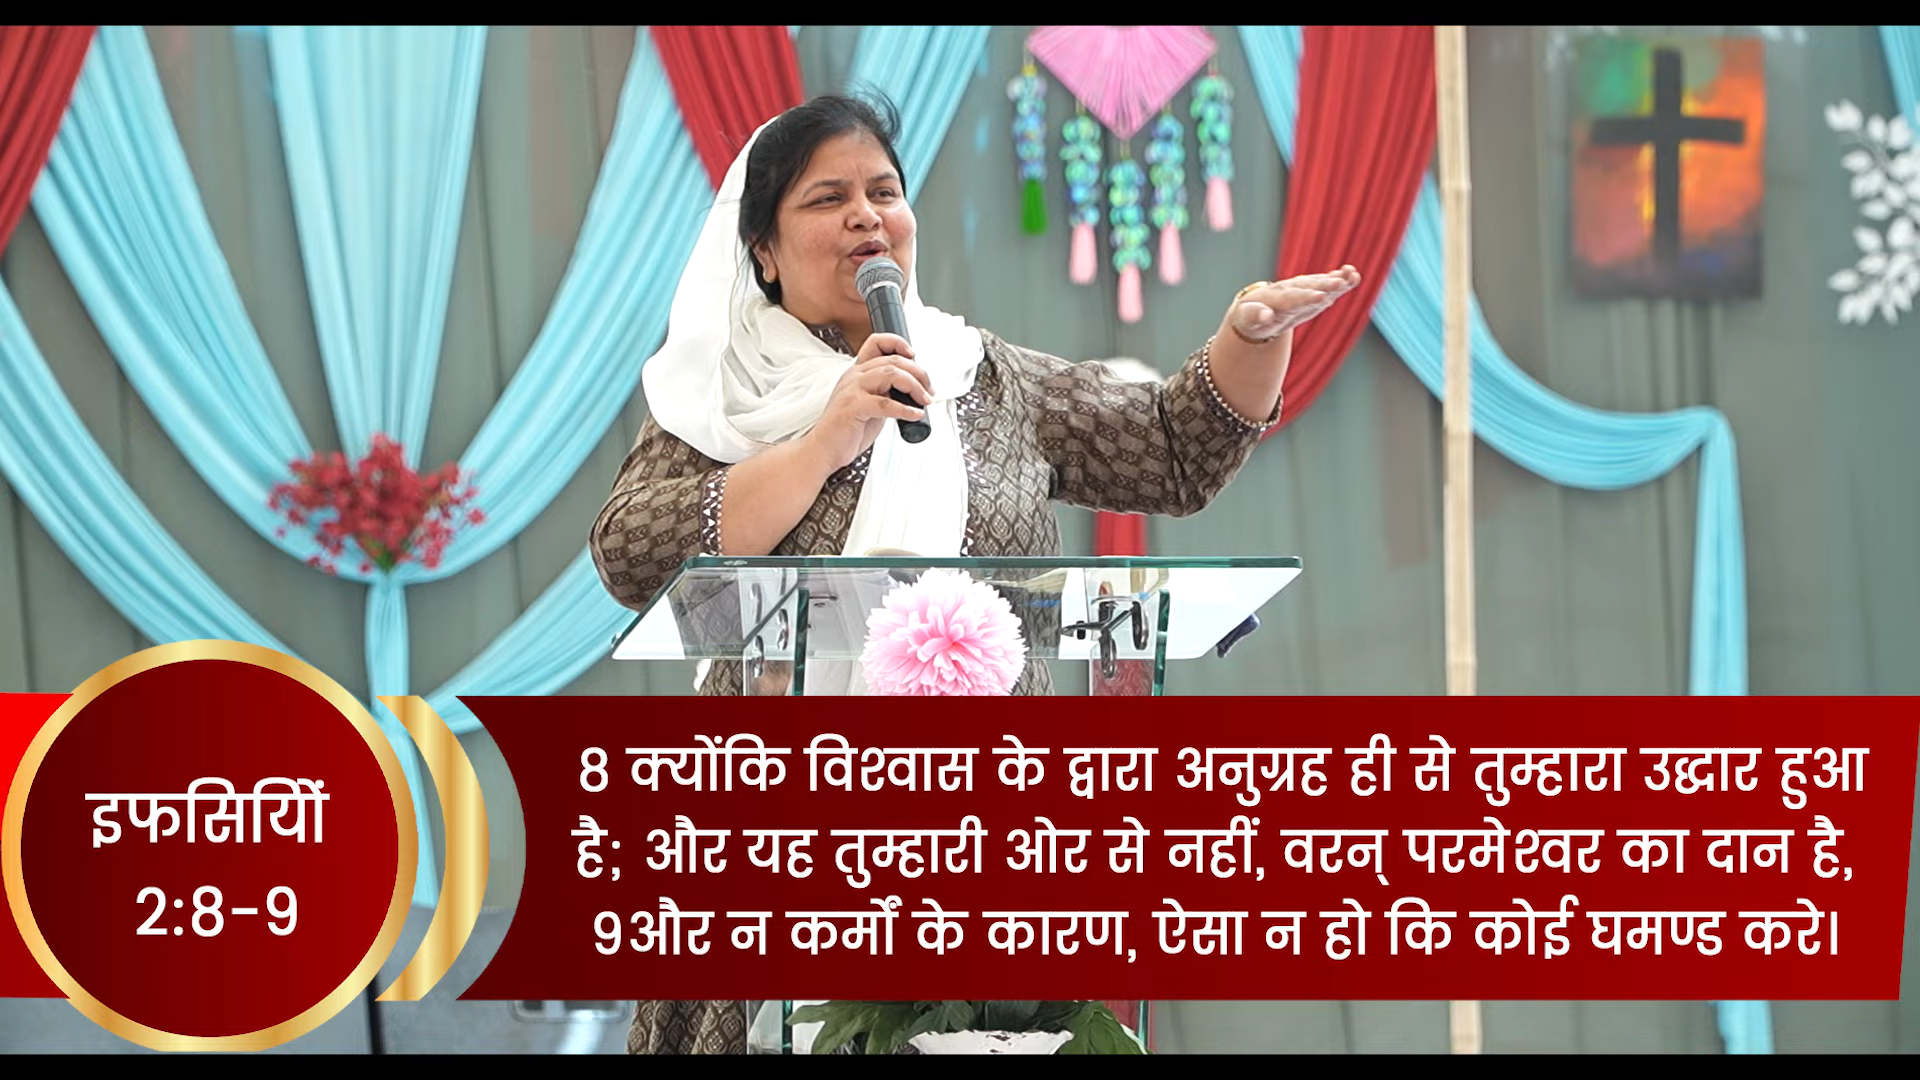 इफसियिों
2:8-9
8 क्योंकि विश्वास के द्वारा अनुग्रह ही से तुम्हारा उद्धार हुआ
है; और यह तुम्हारी ओर से नहीं, वरन् परमेश्वर का दान है,
9और न कर्मों के कारण, ऐसा न हो कि कोई घमण्ड करे।